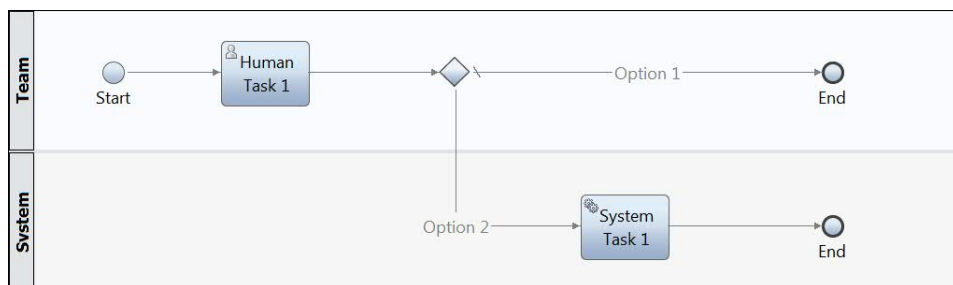 Team
Start
Human
Task 1
Option 1
End
System
Option 2
System
Task 1
End